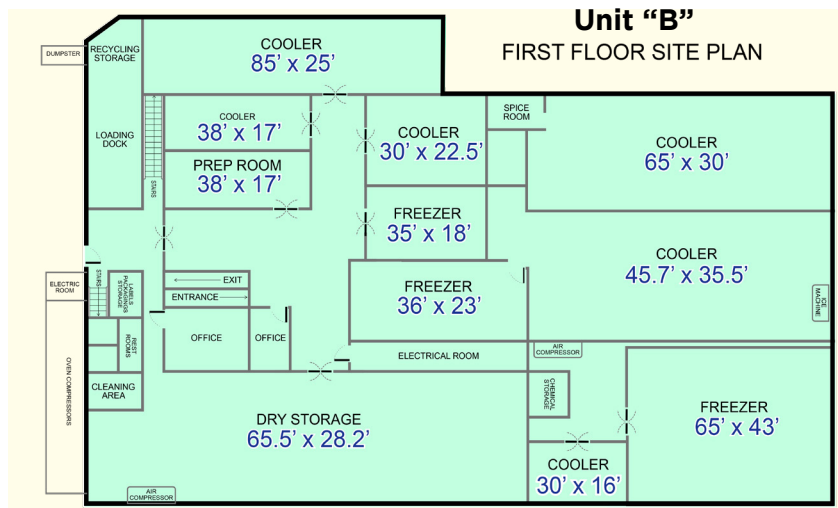 Unit “B”
FIRST FLOOR SITE PLAN
DUMPSTER
RECYCLING
STORAGE
COOLER
85’ x 25’
LOADING
DOCK
STAIRS
COOLER
38’ x 17’
PREP ROOM
38’ x 17’
COOLER
30’ x 22.5’
SPICE
ROOM
COOLER
65’ x 30’
FREEZER
35’ x 18’
COOLER
45.7’ x 35.5’
ICE
MACHINE
ELECTRIC
ROOM
STAIRS
LABELS
PACKAGINGS
STORAGE
EXIT
ENTRANCE
FREEZER
36’ x 23’
OFFICE
OFFICE
REST
ROOMS
ELECTRICAL ROOM
AIR
COMPRESSOR
OVEN COMPRESSORS
CLEANING
AREA
CHEMICAL
STORAGE
DRY STORAGE
65.5’ x 28.2’
FREEZER
65’ x 43’
COOLER
30’ x 16’
AIR
COMPRESSOR